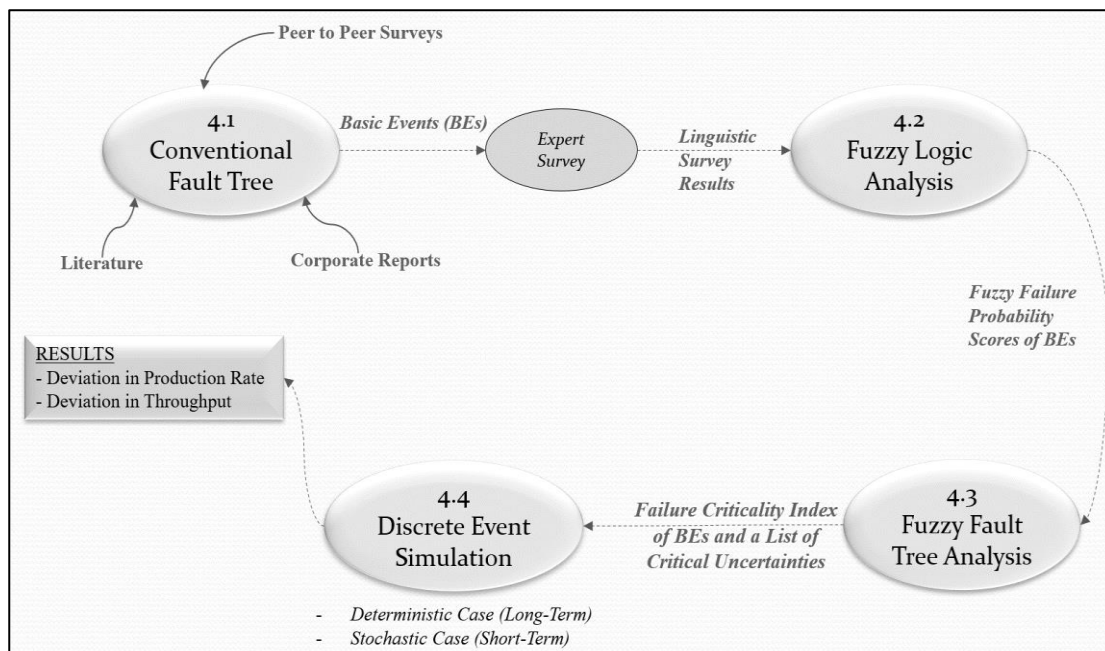 Peer to Peer Surveys
4.1
Conventional
Fault Tree
Literature
Corporate Reports
Basic Events (BEs)
Expert
Survey
Linguistic
Survey
Results
4.2
Fuzzy Logic
Analysis
Fuzzy Failure
Probability
Scores of BEs
4.3
Fuzzy Fault
Tree Analysis
Failure Criticality Index
of BEs and a List of
Critical Uncertainties
4.4
Discrete Event
Simulation
- Deterministic Case (Long-Term)
- Stochastic Case (Short-Term)
RESULTS
- Deviation in Production Rate
- Deviation in Throughput